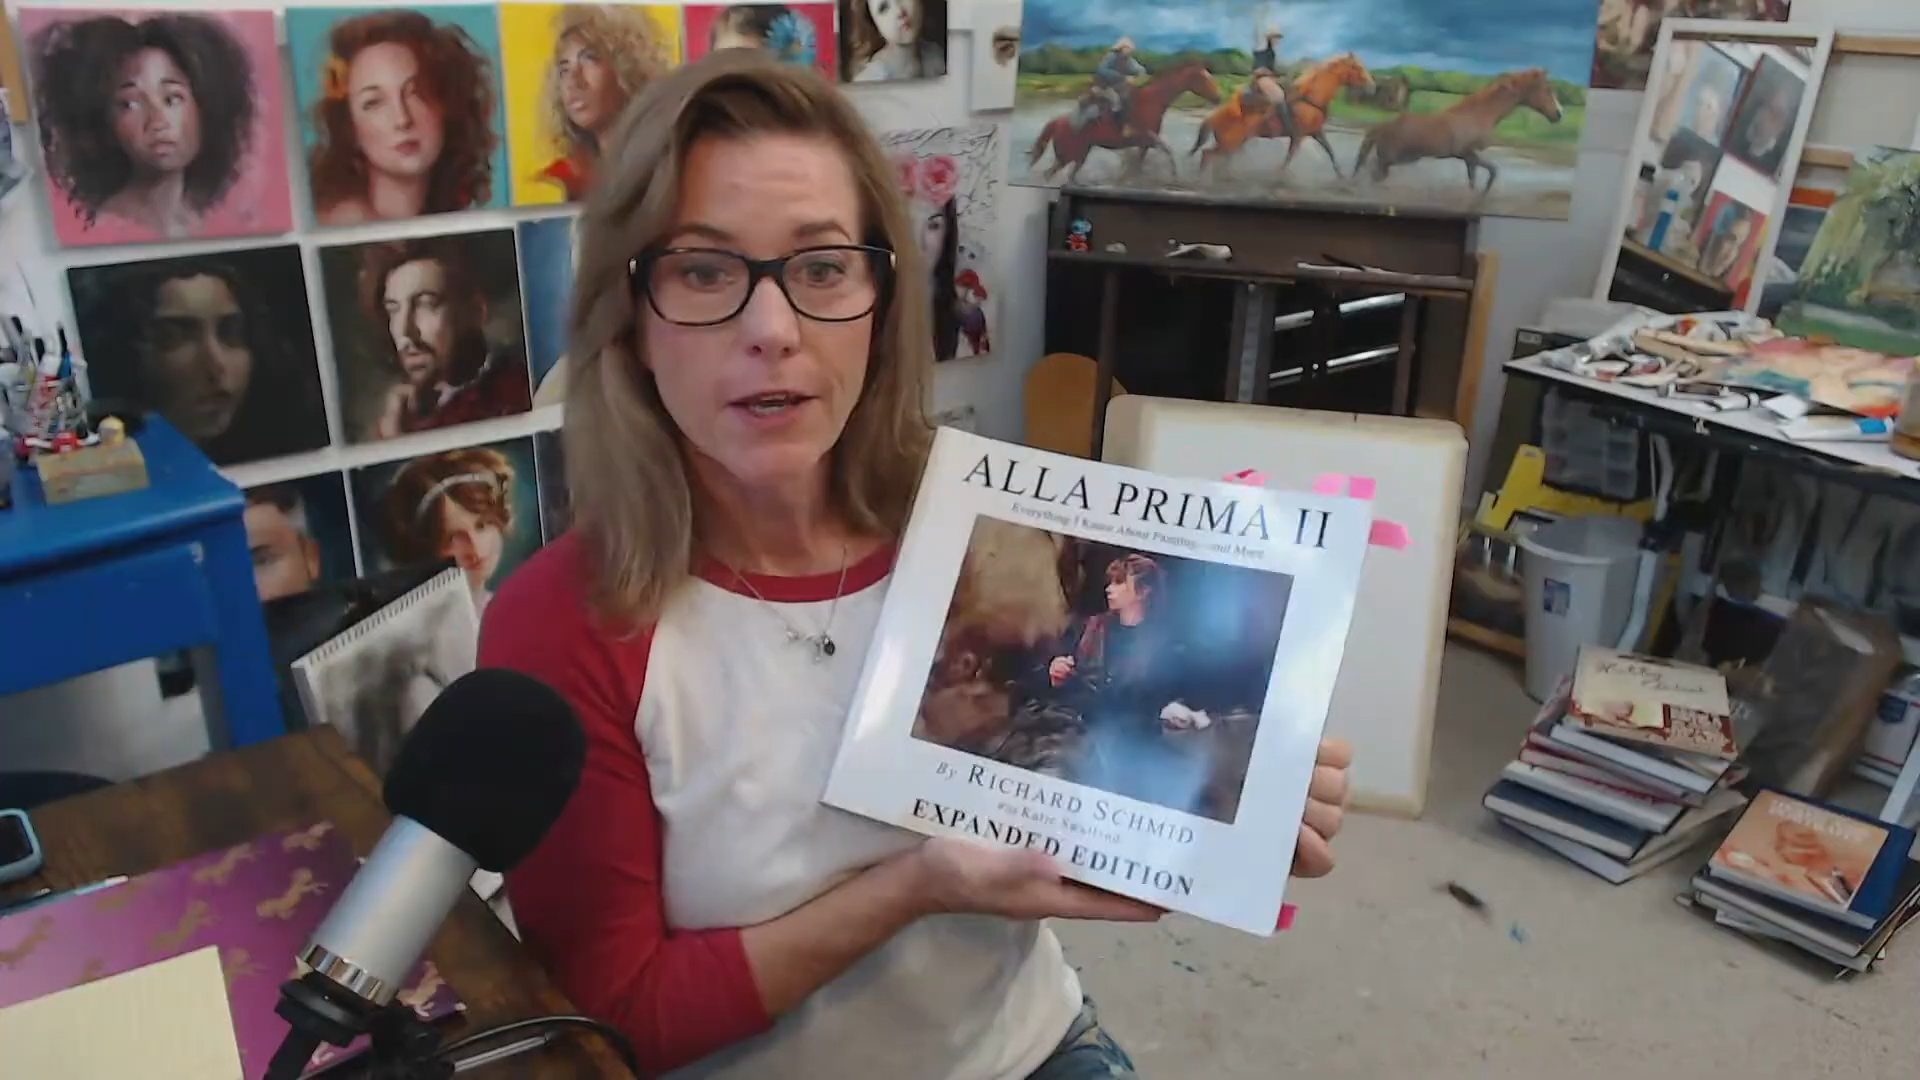 ALLA PRIMA II
Everything I Know About Painting—and More
By RICHARD SCHMID
with Katie Swatland
EXPANDED EDITION